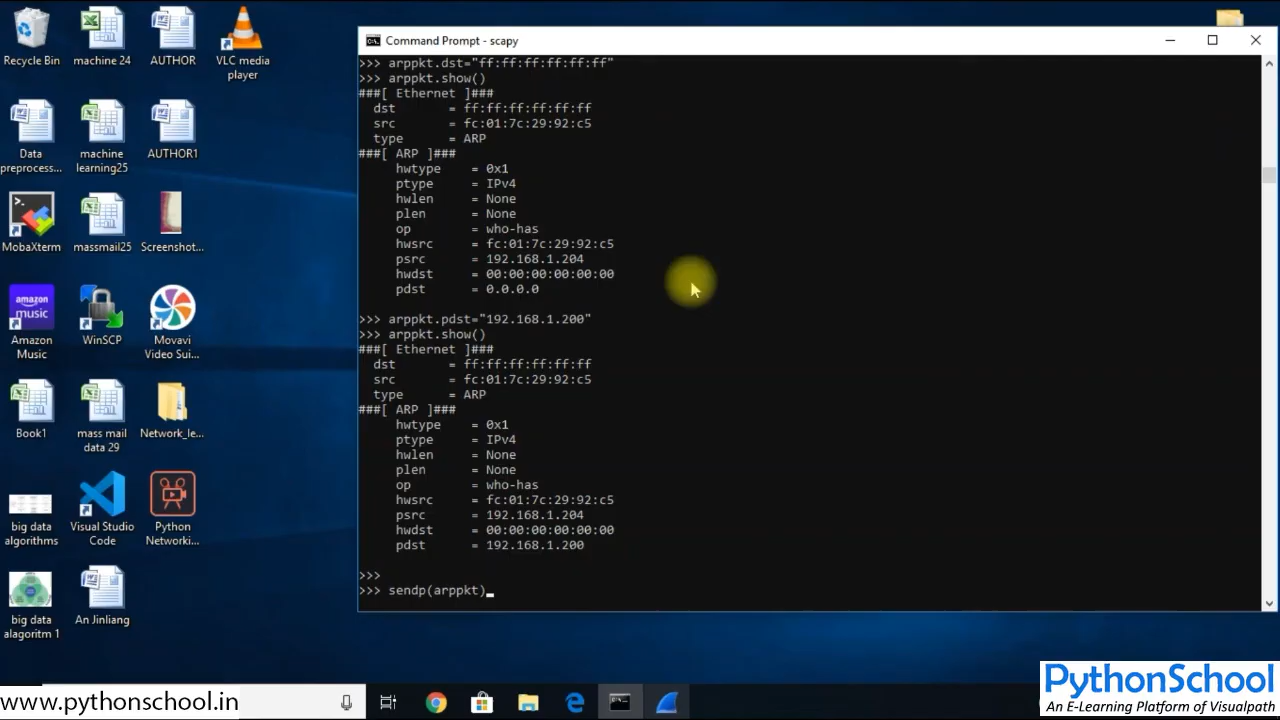 Recycle Bin
machine 24
AUTHOR
VLC media
player
Data
preprocess...
machine
learning25
AUTHOR1
MobaXterm
massmail25
Screenshot...
amazon
music
Amazon
Music
WinSCP
Movavi
Video Sui...
Book1
mass mail
data 29
Network_le...
big data
algorithms
Visual Studio
Code
Python
Networki...
big data
alagoritm 1
An Jinliang
Command Prompt - scapy
>>> arppkt.dst="ff:ff:ff:ff:ff:ff"
>>> arppkt.show()
###[ Ethernet ]###
dst = ff:ff:ff:ff:ff:ff
src = fc:01:7c:29:92:c5
type = ARP
###[ ARP ]###
hwtype = 0x1
ptype = IPv4
hwlen = None
plen = None
op = who-has
hwsrc = fc:01:7c:29:92:c5
psrc = 192.168.1.204
hwdst = 00:00:00:00:00:00
pdst = 0.0.0.0
>>> arppkt.pdst="192.168.1.200"
>>> arppkt.show()
###[ Ethernet ]###
dst = ff:ff:ff:ff:ff:ff
src = fc:01:7c:29:92:c5
type = ARP
###[ ARP ]###
hwtype = 0x1
ptype = IPv4
hwlen = None
plen = None
op = who-has
hwsrc = fc:01:7c:29:92:c5
psrc = 192.168.1.204
hwdst = 00:00:00:00:00:00
pdst = 192.168.1.200
>>>
>>> sendp(arppkt)
www.pythonschool.in
PythonSchool
An E-Learning Platform of Visualpath